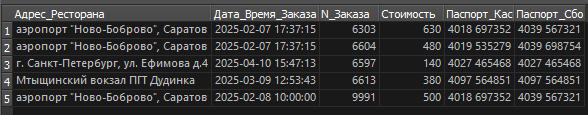 Адрес_Ресторана Дата_Время_Заказа N_Заказа Стоимость Паспорт_Кас Паспорт_Сбо
1 аэропорт "Ново-Боброво", Саратов 2025-02-07 17:37:15 6303 630 4018 697352 4039 567321
2 аэропорт "Ново-Боброво", Саратов 2025-02-07 17:37:15 6604 480 4019 535279 4039 698754
3 г. Санкт-Петербург, ул. Ефимова д.4 2025-04-10 15:47:13 6597 140 4027 465468 4027 465468
4 Мтыщинский вокзал ПГТ Дудинка 2025-03-09 12:53:43 6613 380 4097 564851 4097 564851
5 аэропорт "Ново-Боброво", Саратов 2025-02-08 10:00:00 9991 500 4018 697352 4039 567321